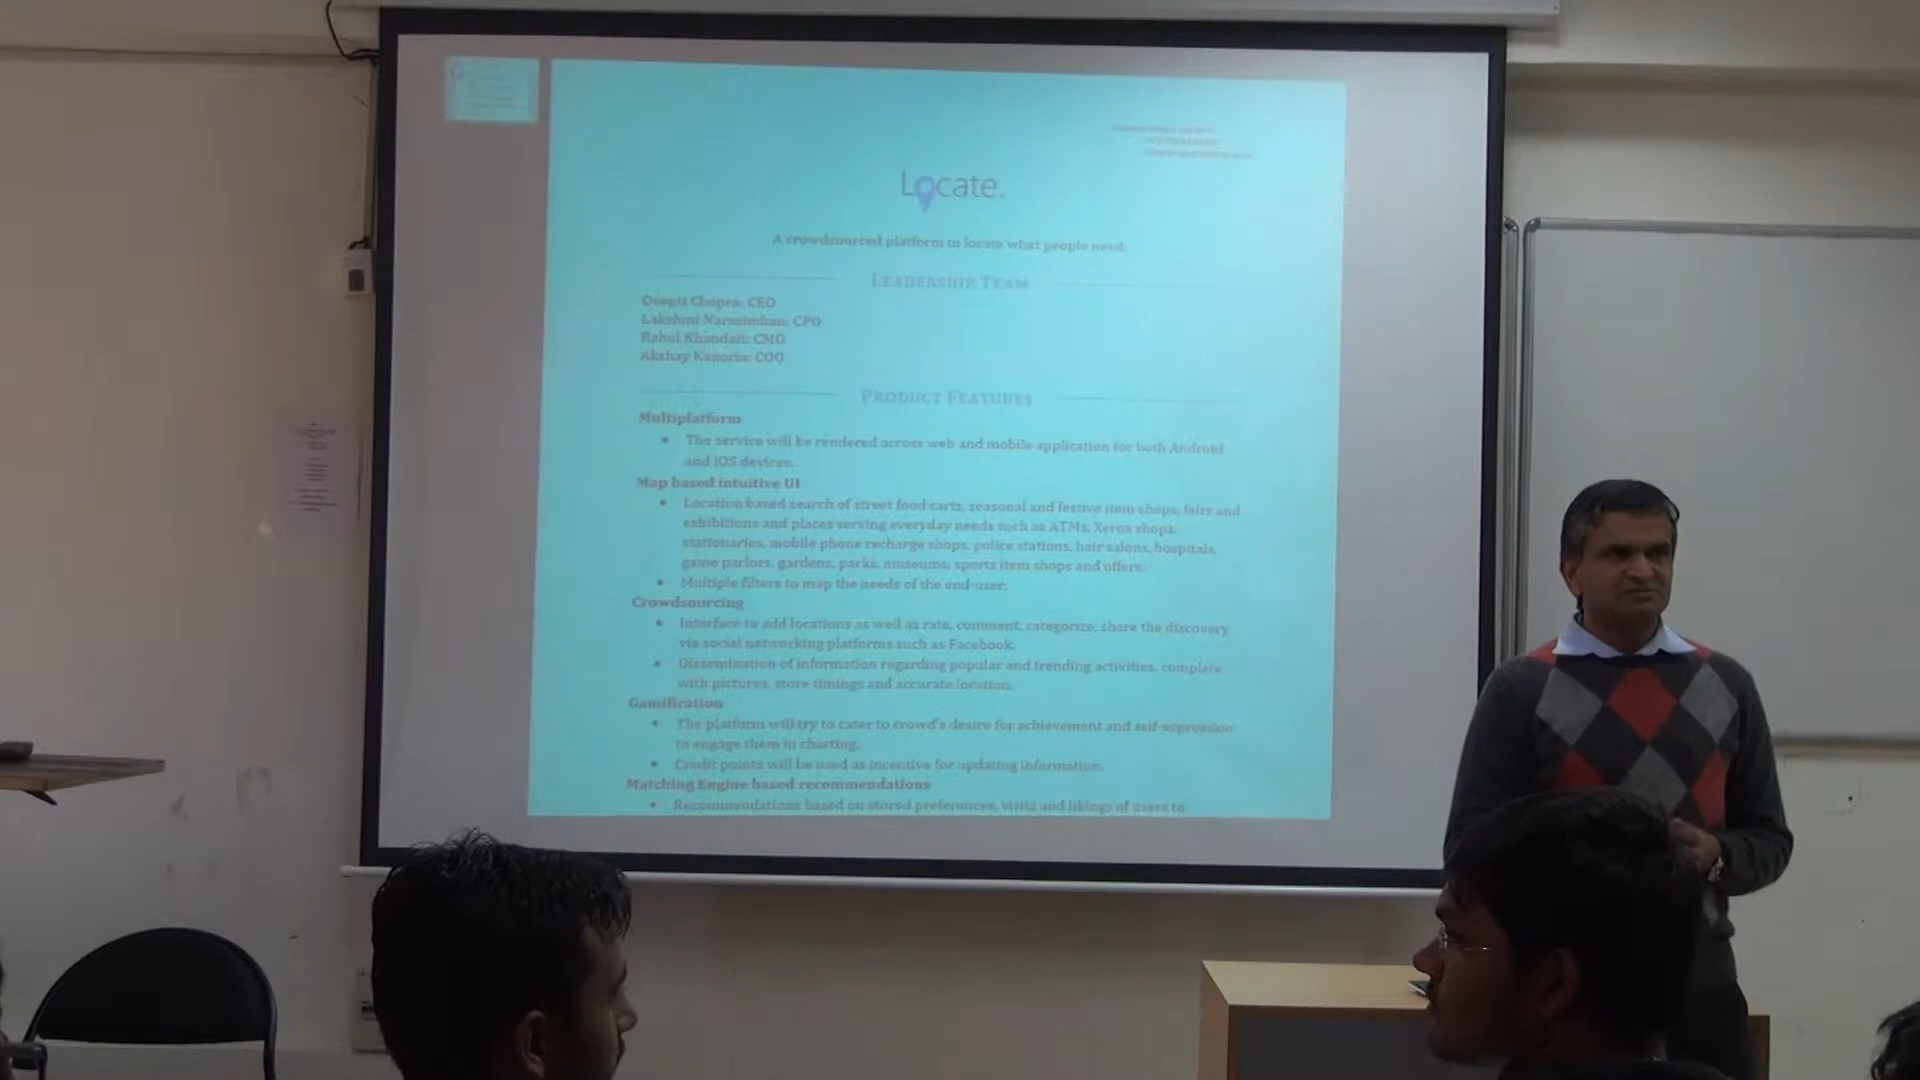 Locate.
A crowdsourced platform to locate what people need.
LEADERSHIP TEAM
Deepti Chopra: CEO
Lakshmi Narasimhan: CPO
Rahul Khandait: CMO
Akshay Kanoria: COO
PRODUCT FEATURES
Multiplatform
• The service will be rendered across web and mobile application for both Android
and iOS devices.
Map based intuitive UI
• Location based search of street food carts, seasonal and festive item shops, fairs and
exhibitions and places serving everyday needs such as ATMs, Xerox shops,
stationaries, mobile phone recharge shops, police stations, hair salons, hospitals,
game parlors, gardens, parks, museums, sports item shops and offers.
• Multiple filters to map the needs of the end-user.
Crowdsourcing
• Interface to add locations as well as rate, comment, categorize, share the discovery
via social networking platforms such as Facebook.
• Dissemination of information regarding popular and trending activities, complete
with pictures, store timings and accurate location.
Gamification
• The platform will try to cater to crowd's desire for achievement and self-expression
to engage them in charting.
• Credit points will be used as incentive for updating information.
Matching Engine based recommendations
• Recommendations based on stored preferences, visits and likings of users to